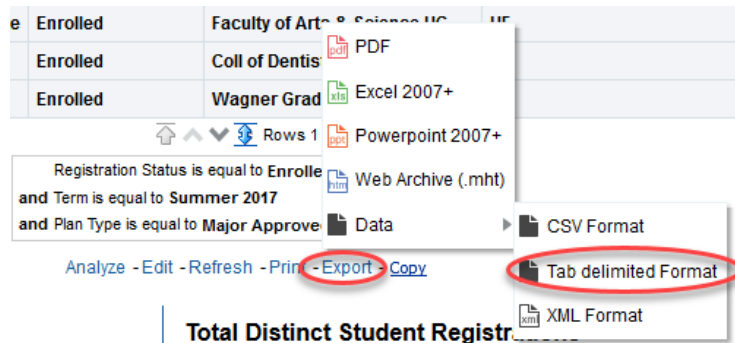 e Enrolled Faculty of Arts & Science UG UF
Enrolled Coll of Dentis
Enrolled Wagner Grad
PDF
Excel 2007+
Powerpoint 2007+
Web Archive (.mht)
Data
CSV Format
Tab delimited Format
XML Format
Rows 1
Registration Status is equal to Enrolle
and Term is equal to Summer 2017
and Plan Type is equal to Major Approve
Analyze - Edit - Refresh - Print - Export - Copy
Total Distinct Student Registr